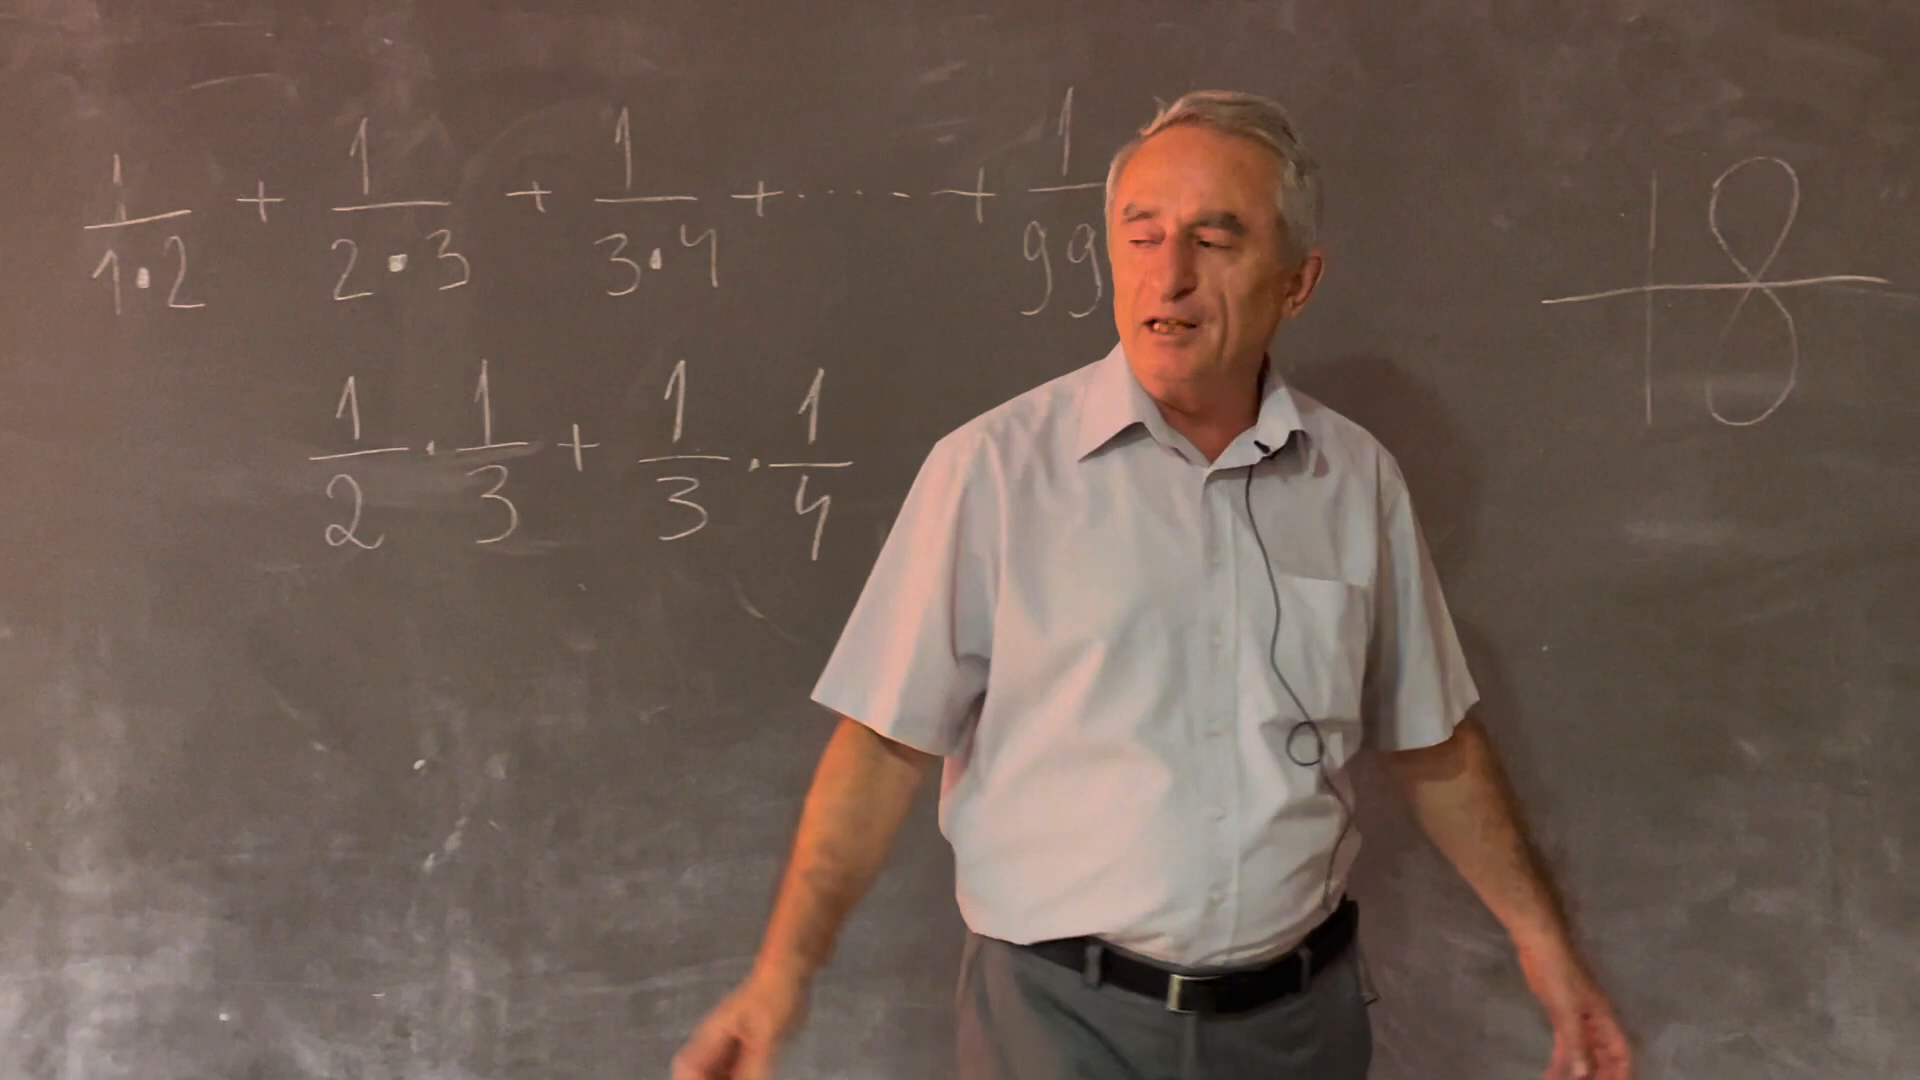 1/1·2 + 1/2·3 + 1/3·4 + ····- + 1/99
1/2 · 1/3 + 1/3 · 1/4
18